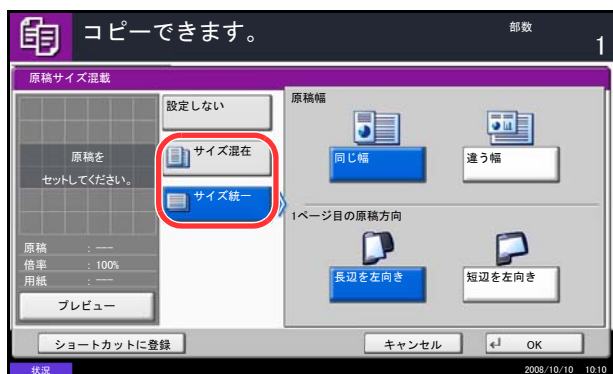 コピーできます。
部数
1
原稿サイズ混載
原稿を
セットしてください。
原稿 : ---
倍率 : 100%
用紙 : ---
プレビュー
設定しない
サイズ混在
サイズ統一
原稿幅
同じ幅
違う幅
1ページ目の原稿方向
長辺を左向き
短辺を左向き
ショートカットに登録
キャンセル
OK
状況
2008/10/10 10:10